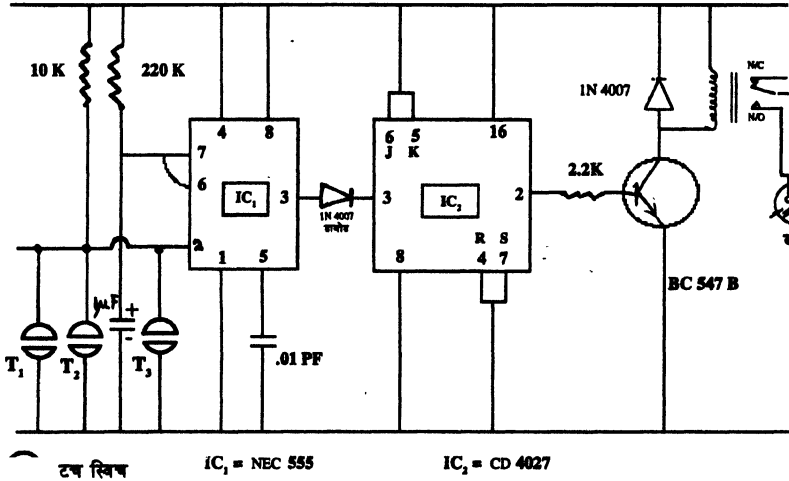 10 K
220 K
1N 4007
N/C
N/O
4
8
6
5
J
K
16
7
6
IC1
3
1N 4007
डायोड
3
IC2
2
2.2K
2
1
5
8
R S
4 7
BC 547 B
μF
+
-
T1
T2
T3
.01 PF
टच स्विच
IC1 = NEC 555
IC2 = CD 4027